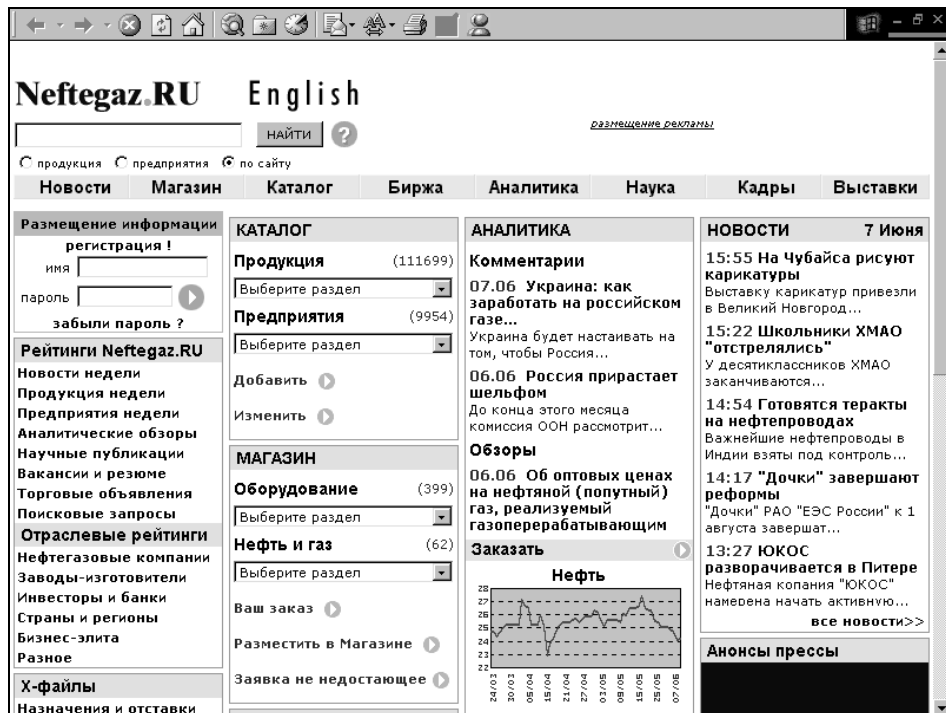 Neftegaz.RU English
НАЙТИ ?
размещение рекламы
продукция предприятия по сайту
Новости Магазин Каталог Биржа Аналитика Наука Кадры Выставки
Размещение информации
регистрация !
имя
пароль
забыли пароль ?
Рейтинги Neftegaz.RU
Новости недели
Продукция недели
Предприятия недели
Аналитические обзоры
Научные публикации
Вакансии и резюме
Торговые объявления
Поисковые запросы
Отраслевые рейтинги
Нефтегазовые компании
Заводы-изготовители
Инвесторы и банки
Страны и регионы
Бизнес-элита
Разное
Х-файлы
Назначения и отставки
КАТАЛОГ
Продукция (111699)
Выберите раздел
Предприятия (9954)
Выберите раздел
Добавить
Изменить
МАГАЗИН
Оборудование (399)
Выберите раздел
Нефть и газ (62)
Выберите раздел
Ваш заказ
Разместить в Магазине
Заявка не недостающее
АНАЛИТИКА
Комментарии
07.06 Украина: как
заработать на российском
газе...
Украина будет настаивать на
том, чтобы Россия...
06.06 Россия прирастает
шельфом
До конца этого месяца
комиссия ООН рассмотрит...
Обзоры
06.06 Об оптовых ценах
на нефтяной (попутный)
газ, реализуемый
газоперерабатывающим
Заказать
Нефть
28
27
26
25
24
23
22
24/03 30/03 05/04 15/04 21/04 27/04 03/05 09/05 15/05 25/05 07/06
НОВОСТИ 7 Июня
15:55 На Чубайса рисуют
карикатуры
Выставку карикатур привезли
в Великий Новгород...
15:22 Школьники ХМАО
"отстрелялись"
У десятиклассников ХМАО
заканчиваются...
14:54 Готовятся теракты
на нефтепроводах
Важнейшие нефтепроводы в
Индии взяты под контроль...
14:17 "Дочки" завершают
реформы
"Дочки" РАО "ЕЭС России" к 1
августа завершат...
13:27 ЮКОС
разворачивается в Питере
Нефтяная копания "ЮКОС"
намерена начать активную...
все новости>>
Анонсы прессы